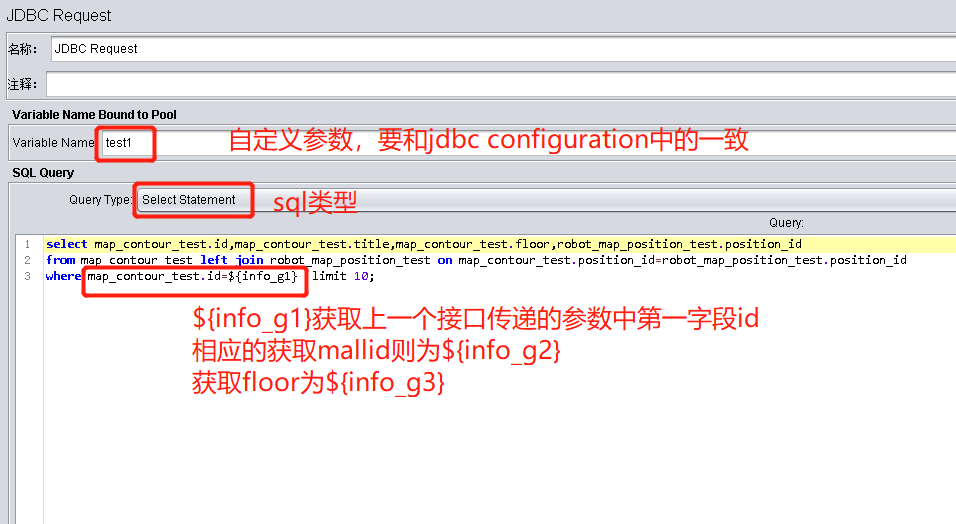 JDBC Request
名称： JDBC Request
注释：
Variable Name Bound to Pool
Variable Name test1
自定义参数，要和jdbc configuration中的一致
SQL Query
Query Type: Select Statement
sql类型
Query:
1 select map_contour_test.id,map_contour_test.title,map_contour_test.floor,robot_map_position_test.position_id
2 from map_contour_test left join robot_map_position_test on map_contour_test.position_id=robot_map_position_test.position_id
3 where map_contour_test.id=${info_g1} limit 10;
${info_g1}获取上一个接口传递的参数中第一字段id
相应的获取mallid则为${info_g2}
获取floor为${info_g3}